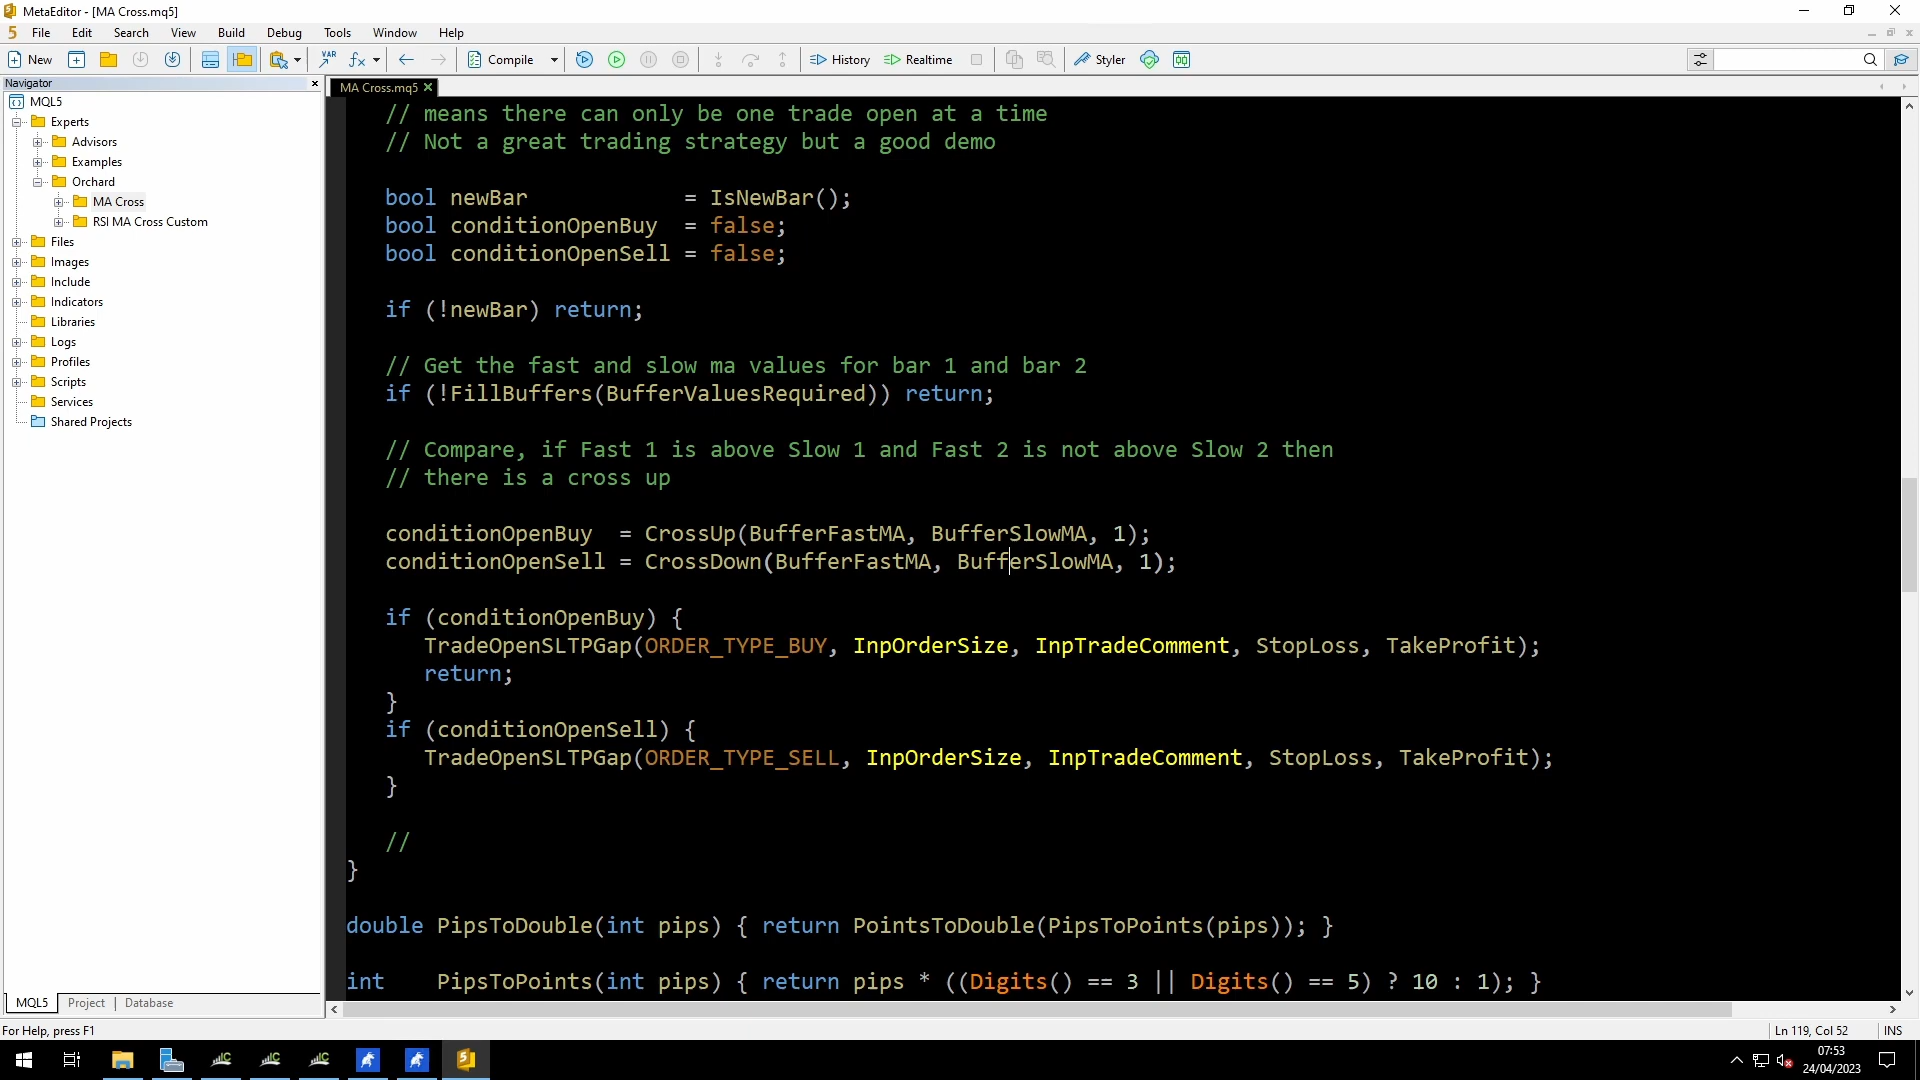 MetaEditor - [MA Cross.mq5]
File Edit Search View Build Debug Tools Window Help
New VAR fx Compile History Realtime Styler
Navigator
MA Cross.mq5
MQL5
Experts
Advisors
Examples
Orchard
MA Cross
RSI MA Cross Custom
Files
Images
Include
Indicators
Libraries
Logs
Profiles
Scripts
Services
Shared Projects
// means there can only be one trade open at a time
// Not a great trading strategy but a good demo
bool newBar = IsNewBar();
bool conditionOpenBuy = false;
bool conditionOpenSell = false;
if (!newBar) return;
// Get the fast and slow ma values for bar 1 and bar 2
if (!FillBuffers(BufferValuesRequired)) return;
// Compare, if Fast 1 is above Slow 1 and Fast 2 is not above Slow 2 then
// there is a cross up
conditionOpenBuy = CrossUp(BufferFastMA, BufferSlowMA, 1);
conditionOpenSell = CrossDown(BufferFastMA, BufferSlowMA, 1);
if (conditionOpenBuy) {
TradeOpenSLTPGap(ORDER_TYPE_BUY, InpOrderSize, InpTradeComment, StopLoss, TakeProfit);
return;
}
if (conditionOpenSell) {
TradeOpenSLTPGap(ORDER_TYPE_SELL, InpOrderSize, InpTradeComment, StopLoss, TakeProfit);
}
//
}
double PipsToDouble(int pips) { return PointsToDouble(PipsToPoints(pips)); }
int PipsToPoints(int pips) { return pips * ((Digits() == 3 || Digits() == 5) ? 10 : 1); }
MQL5 Project | Database
For Help, press F1
Ln 119, Col 52 INS
07:53
24/04/2023